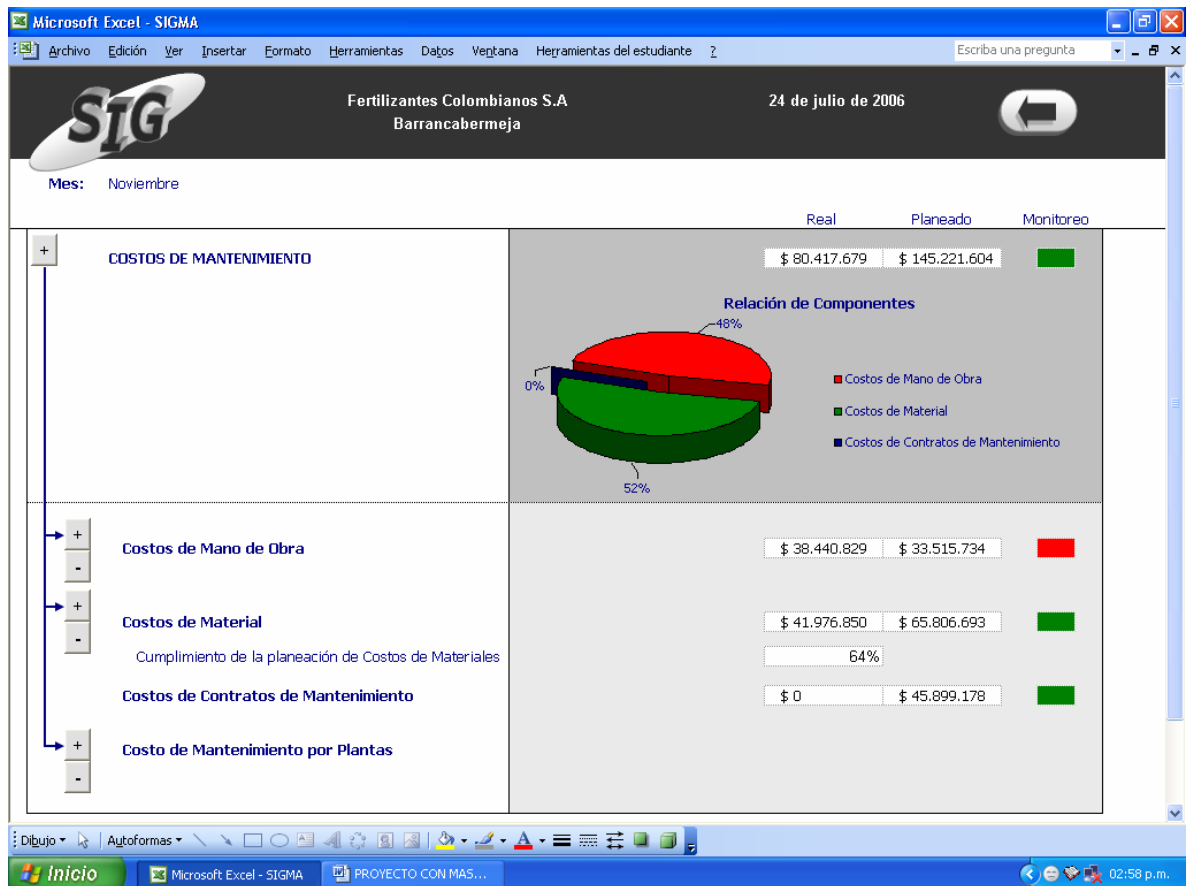 Microsoft Excel - SIGMA
Archivo Edición Ver Insertar Formato Herramientas Datos Ventana Herramientas del estudiante ? Escriba una pregunta
SIG
Fertilizantes Colombianos S.A 24 de julio de 2006
Barrancabermeja
Mes: Noviembre
Real Planeado Monitoreo
+ COSTOS DE MANTENIMIENTO $ 80.417.679 $ 145.221.604
Relación de Componentes
48%
0%
Costos de Mano de Obra
Costos de Material
Costos de Contratos de Mantenimiento
52%
+
Costos de Mano de Obra $ 38.440.829 $ 33.515.734
-
+
Costos de Material $ 41.976.850 $ 65.806.693
-
Cumplimiento de la planeación de Costos de Materiales 64%
Costos de Contratos de Mantenimiento $ 0 $ 45.899.178
+
Costo de Mantenimiento por Plantas
-
Dibujo Autoformas
Inicio Microsoft Excel - SIGMA PROYECTO CON MAS... 02:58 p.m.